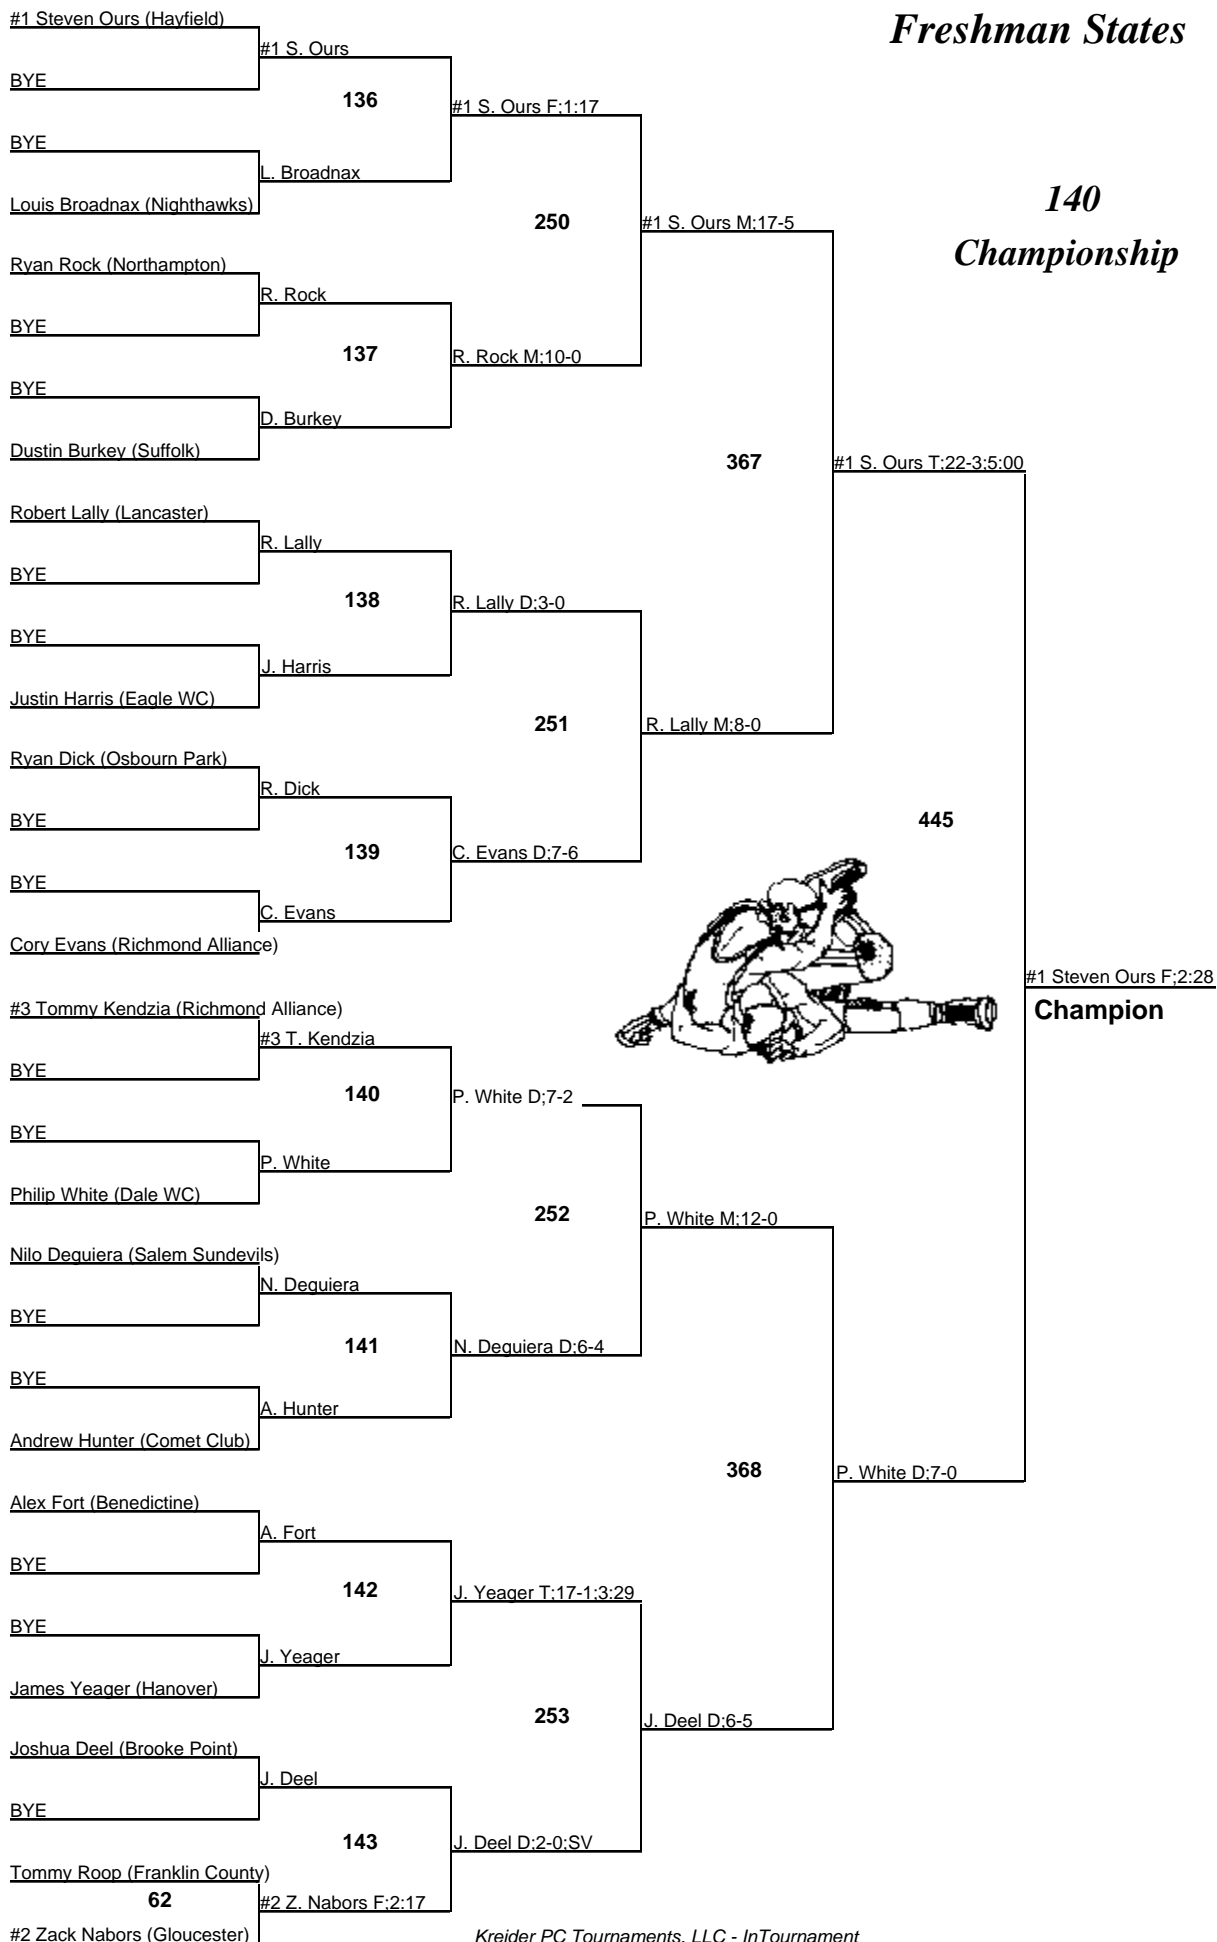 #1 Steven Ours (Hayfield)
Freshman States
#1 S. Ours
BYE
136
#1 S. Ours F;1:17
BYE
L. Broadnax
Louis Broadnax (Nighthawks)
140
Championship
250
#1 S. Ours M;17-5
Ryan Rock (Northampton)
R. Rock
BYE
137
R. Rock M;10-0
BYE
D. Burkey
Dustin Burkey (Suffolk)
367
#1 S. Ours T;22-3;5:00
Robert Lally (Lancaster)
R. Lally
BYE
138
R. Lally D;3-0
BYE
J. Harris
Justin Harris (Eagle WC)
251
R. Lally M;8-0
Ryan Dick (Osbourn Park)
R. Dick
BYE
445
139
C. Evans D;7-6
BYE
C. Evans
Cory Evans (Richmond Alliance)
#1 Steven Ours F;2:28
Champion
#3 Tommy Kendzia (Richmond Alliance)
#3 T. Kendzia
BYE
140
P. White D;7-2
BYE
P. White
Philip White (Dale WC)
252
P. White M;12-0
Nilo Deguiera (Salem Sundevils)
N. Deguiera
BYE
141
N. Deguiera D;6-4
BYE
A. Hunter
Andrew Hunter (Comet Club)
368
P. White D;7-0
Alex Fort (Benedictine)
A. Fort
BYE
142
J. Yeager T;17-1;3:29
BYE
J. Yeager
James Yeager (Hanover)
253
J. Deel D;6-5
Joshua Deel (Brooke Point)
J. Deel
BYE
143
J. Deel D;2-0;SV
Tommy Roop (Franklin County)
62
#2 Z. Nabors F;2:17
#2 Zack Nabors (Gloucester)
Kreider PC Tournaments, LLC - InTournament